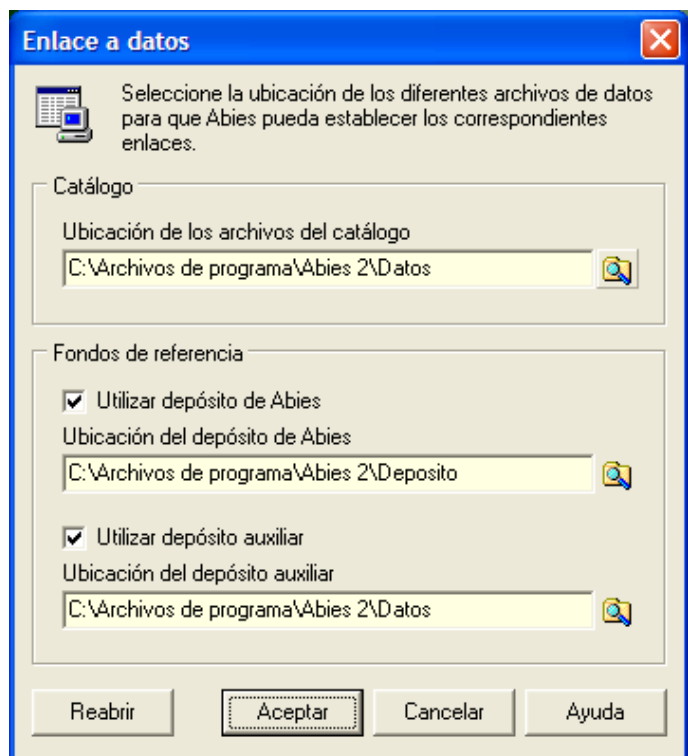 Enlace a datos
Seleccione la ubicación de los diferentes archivos de datos
para que Abies pueda establecer los correspondientes
enlaces.
Catálogo
Ubicación de los archivos del catálogo
C:\Archivos de programa\Abies 2\Datos
Fondos de referencia
Utilizar depósito de Abies
Ubicación del depósito de Abies
C:\Archivos de programa\Abies 2\Deposito
Utilizar depósito auxiliar
Ubicación del depósito auxiliar
C:\Archivos de programa\Abies 2\Datos
Reabrir Aceptar Cancelar Ayuda